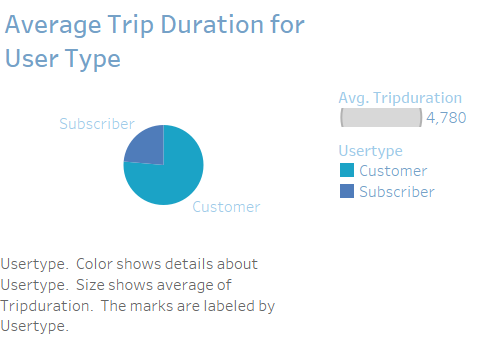 Average Trip Duration for
User Type
Avg. Tripduration
4,780
Subscriber
Customer
Usertype
Customer
Subscriber
Usertype.  Color shows details about
Usertype.  Size shows average of
Tripduration.  The marks are labeled by
Usertype.